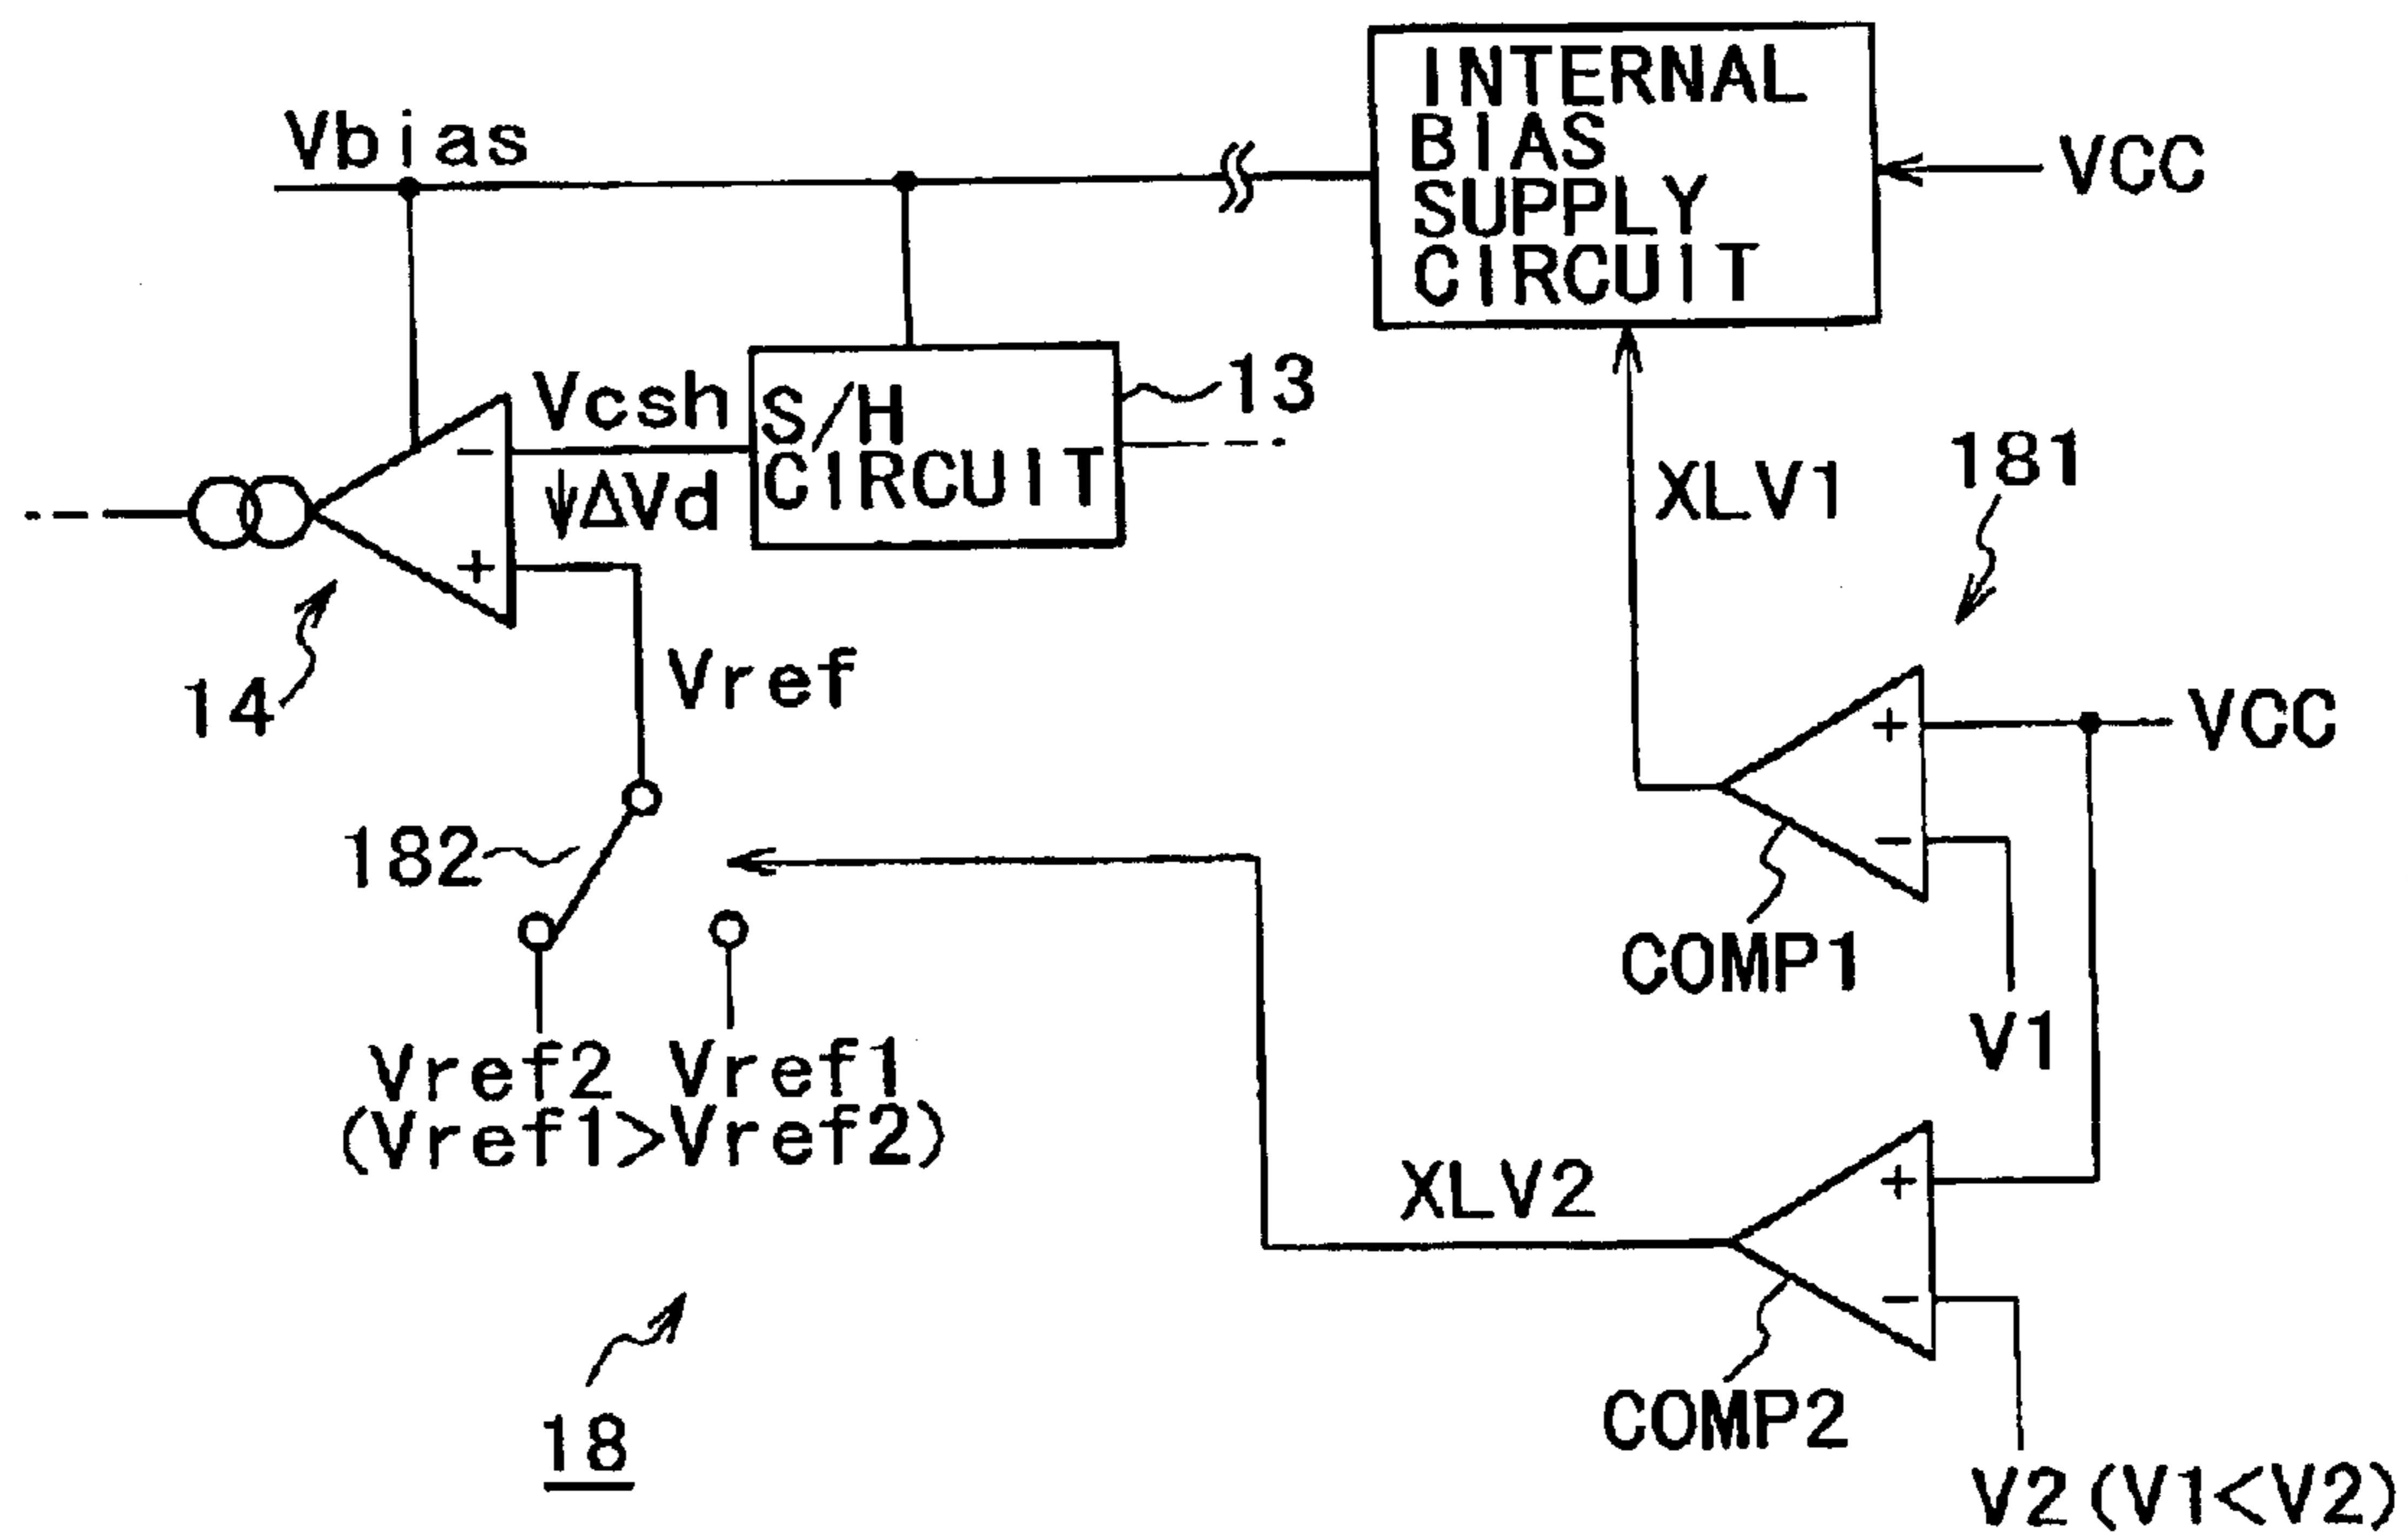 INTERNAL
BIAS
SUPPLY
CIRCUIT
VCC
Vbias
Vcsh
S/H
CIRCUIT
13
↓ΔVd
−
+
14
Vref
XLV1
181
+
−
VCC
182
COMP1
V1
Vref2 Vref1
(Vref1>Vref2)
XLV2
+
−
COMP2
18
V2(V1<V2)